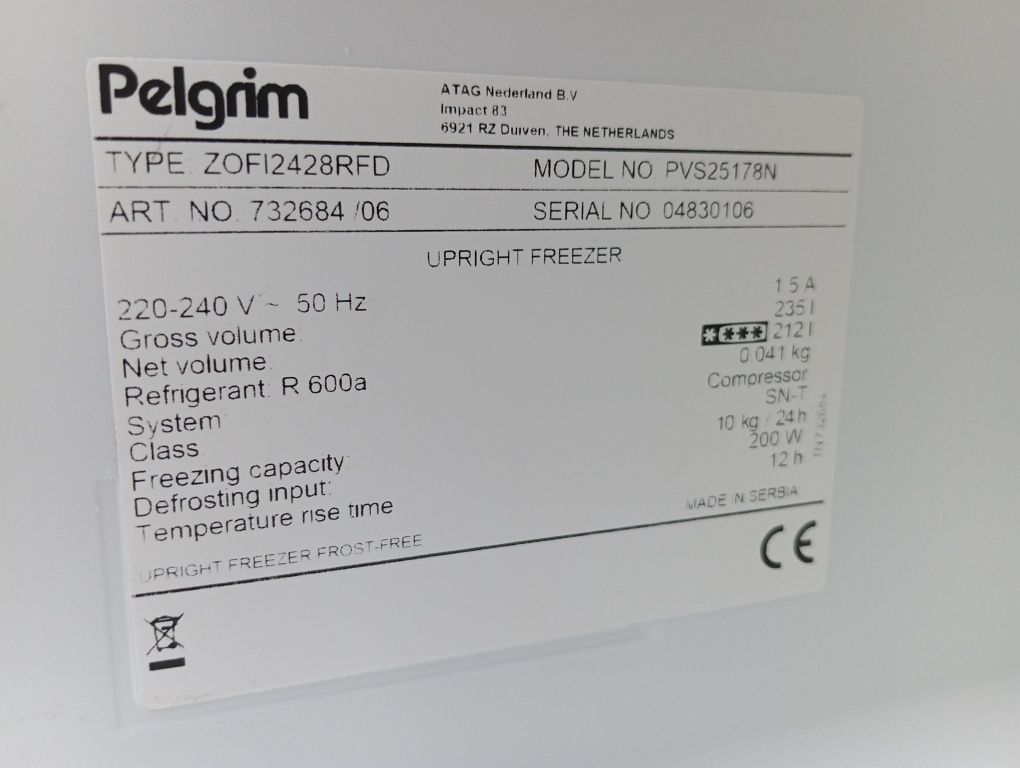 Pelgrim
ATAG Nederland B.V
Impact 83
6921 RZ Duiven, THE NETHERLANDS
TYPE: ZOFI2428RFD MODEL NO PVS25178N
ART. NO. 732684 /06 SERIAL NO 04830106
UPRIGHT FREEZER
220-240 V ~ 50 Hz 1.5 A
Gross volume: 235 l
Net volume: 212 l
Refrigerant: R 600a 0.041 kg
System: Compressor
Class: SN-T
Freezing capacity: 10 kg / 24 h
Defrosting input: 200 W
Temperature rise time 12 h
UPRIGHT FREEZER FROST-FREE MADE IN SERBIA
CE